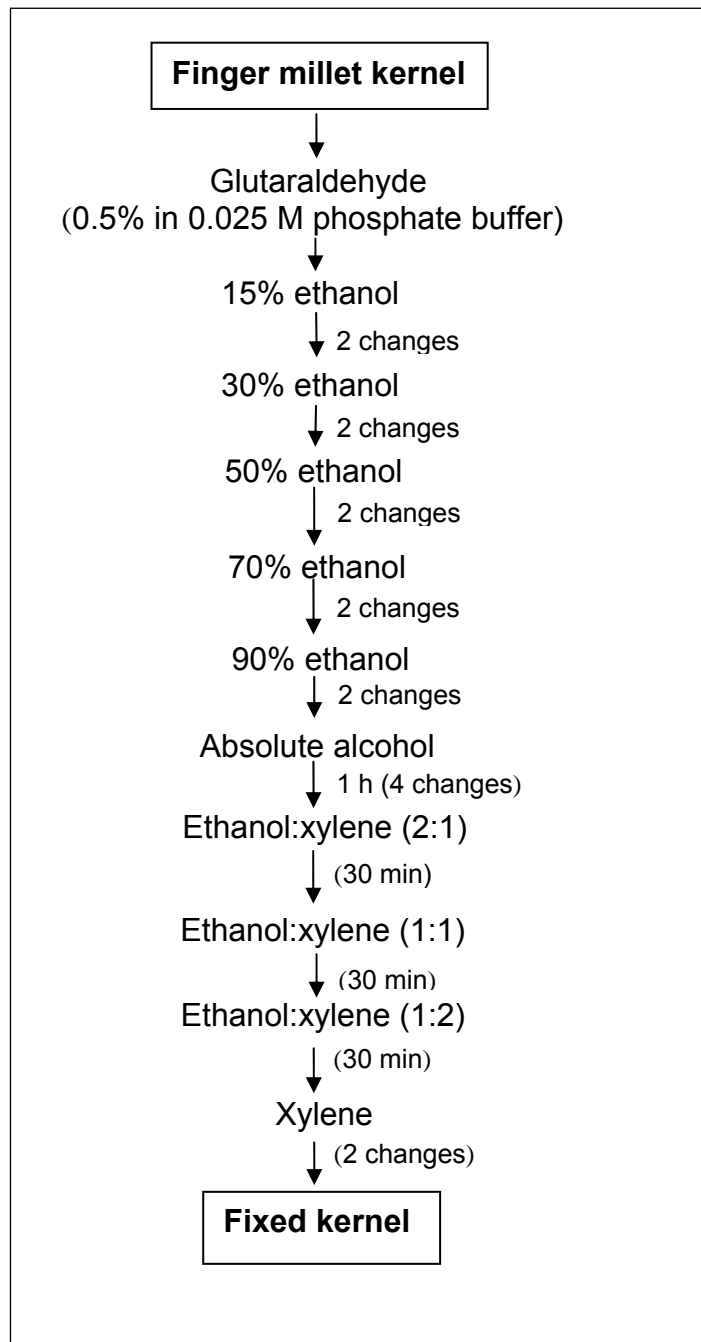 Finger millet kernel
Glutaraldehyde
(0.5% in 0.025 M phosphate buffer)
15% ethanol
2 changes
30% ethanol
2 changes
50% ethanol
2 changes
70% ethanol
2 changes
90% ethanol
2 changes
Absolute alcohol
1 h (4 changes)
Ethanol:xylene (2:1)
(30 min)
Ethanol:xylene (1:1)
(30 min)
Ethanol:xylene (1:2)
(30 min)
Xylene
(2 changes)
Fixed kernel